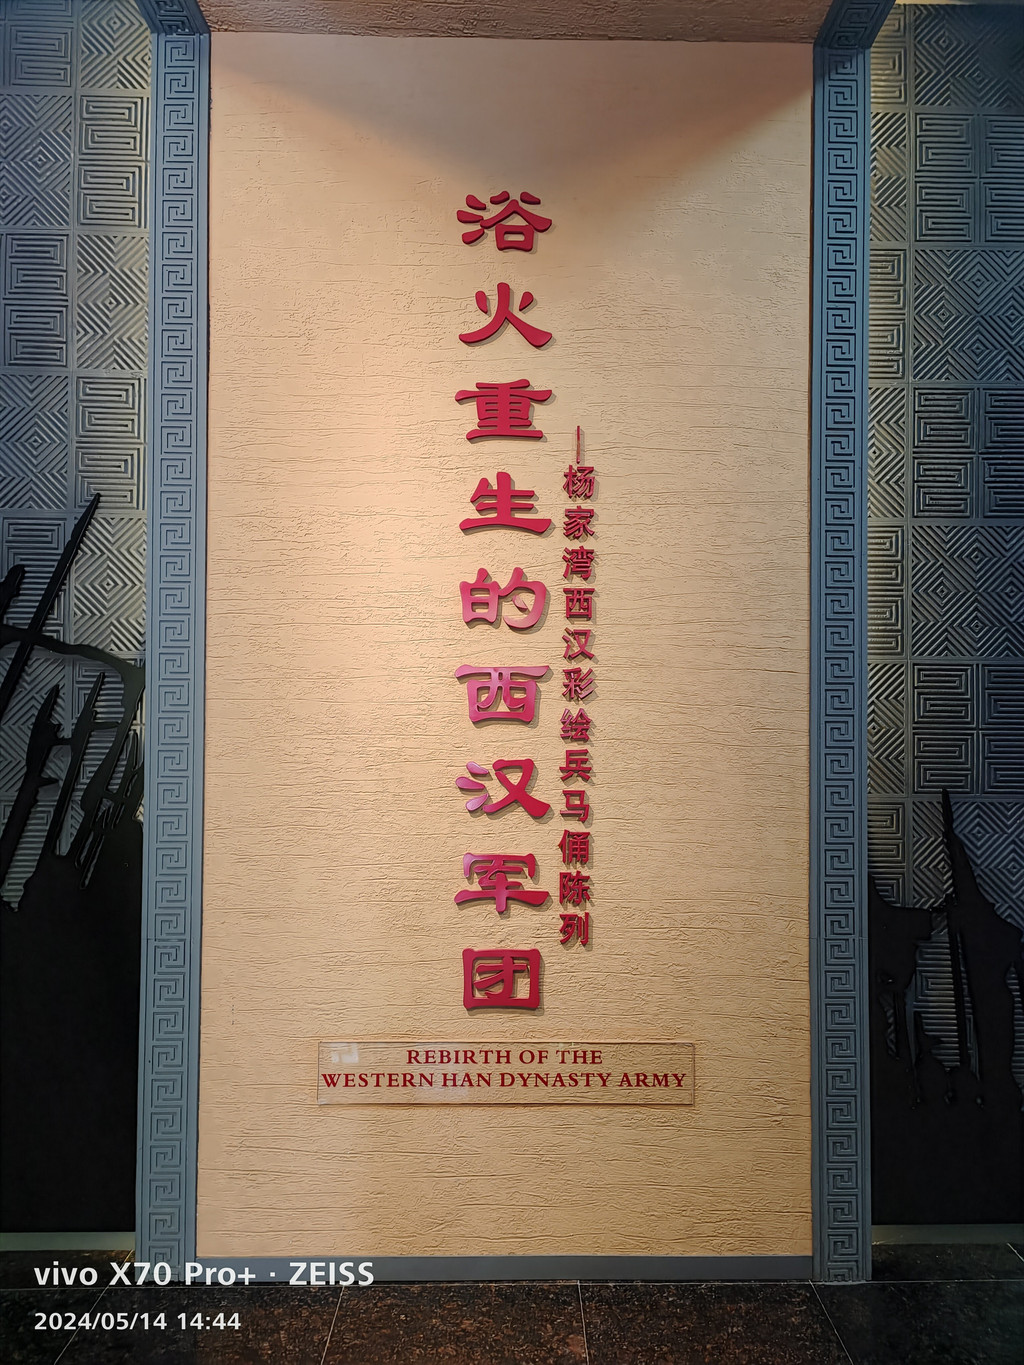 浴火重生的西汉军团
—杨家湾西汉彩绘兵马俑陈列
REBIRTH OF THE
WESTERN HAN DYNASTY ARMY
vivo X70 Pro+ · ZEISS
2024/05/14 14:44